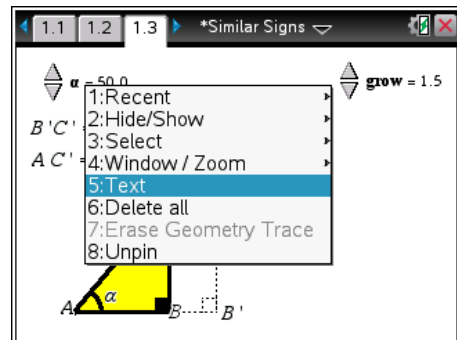 1.1 1.2 1.3 *Similar Signs
α = 50.0 grow = 1.5
B'C'
A C'
1:Recent
2:Hide/Show
3:Select
4:Window / Zoom
5:Text
6:Delete all
7:Erase Geometry Trace
8:Unpin
A α B B'